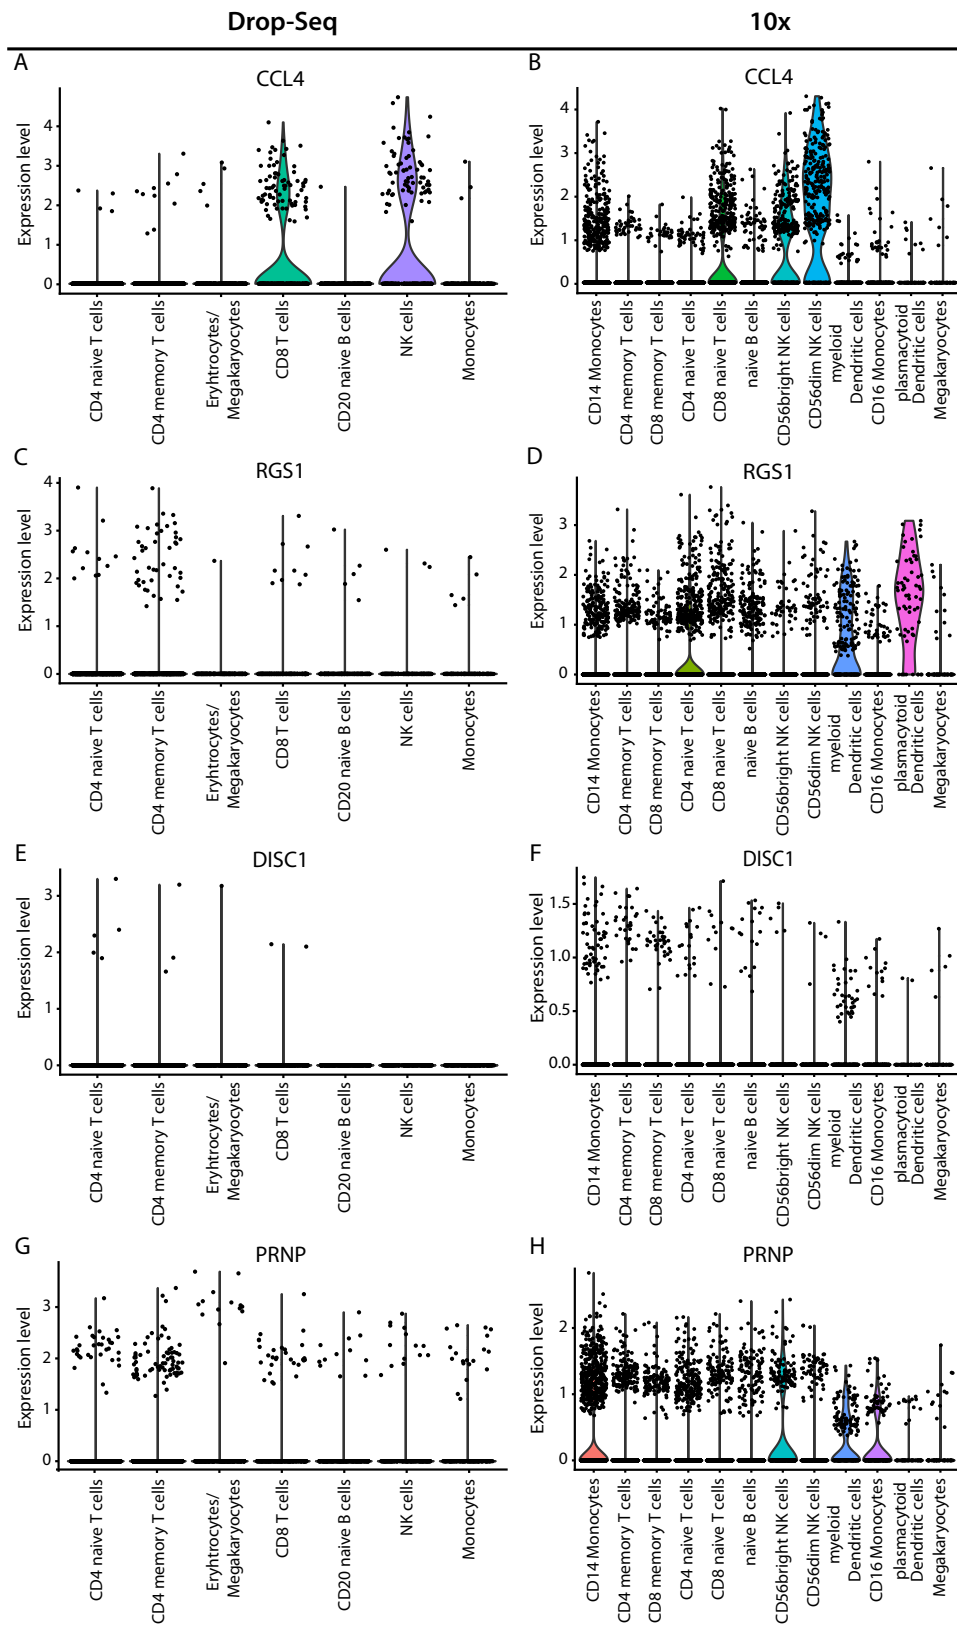 Drop-Seq
10x
A
CCL4
Expression level
4
3
2
1
0
CD4 naive T cells
CD4 memory T cells
Eryhtrocytes/
Megakaryocytes
CD8 T cells
CD20 naive B cells
NK cells
Monocytes
B
CCL4
Expression level
4
3
2
1
0
CD14 Monocytes
CD4 memory T cells
CD8 memory T cells
CD4 naive T cells
CD8 naive T cells
naive B cells
CD56bright NK cells
CD56dim NK cells
myeloid
Dendritic cells
CD16 Monocytes
plasmacytoid
Dendritic cells
Megakaryocytes
C
RGS1
Expression level
4
3
2
1
0
CD4 naive T cells
CD4 memory T cells
Eryhtrocytes/
Megakaryocytes
CD8 T cells
CD20 naive B cells
NK cells
Monocytes
D
RGS1
Expression level
3
2
1
0
CD14 Monocytes
CD4 memory T cells
CD8 memory T cells
CD4 naive T cells
CD8 naive T cells
naive B cells
CD56bright NK cells
CD56dim NK cells
myeloid
Dendritic cells
CD16 Monocytes
plasmacytoid
Dendritic cells
Megakaryocytes
E
DISC1
Expression level
3
2
1
0
CD4 naive T cells
CD4 memory T cells
Eryhtrocytes/
Megakaryocytes
CD8 T cells
CD20 naive B cells
NK cells
Monocytes
F
DISC1
Expression level
1.5
1.0
0.5
0.0
CD14 Monocytes
CD4 memory T cells
CD8 memory T cells
CD4 naive T cells
CD8 naive T cells
naive B cells
CD56bright NK cells
CD56dim NK cells
myeloid
Dendritic cells
CD16 Monocytes
plasmacytoid
Dendritic cells
Megakaryocytes
G
PRNP
Expression level
3
2
1
0
CD4 naive T cells
CD4 memory T cells
Eryhtrocytes/
Megakaryocytes
CD8 T cells
CD20 naive B cells
NK cells
Monocytes
H
PRNP
Expression level
2
1
0
CD14 Monocytes
CD4 memory T cells
CD8 memory T cells
CD4 naive T cells
CD8 naive T cells
naive B cells
CD56bright NK cells
CD56dim NK cells
myeloid
Dendritic cells
CD16 Monocytes
plasmacytoid
Dendritic cells
Megakaryocytes